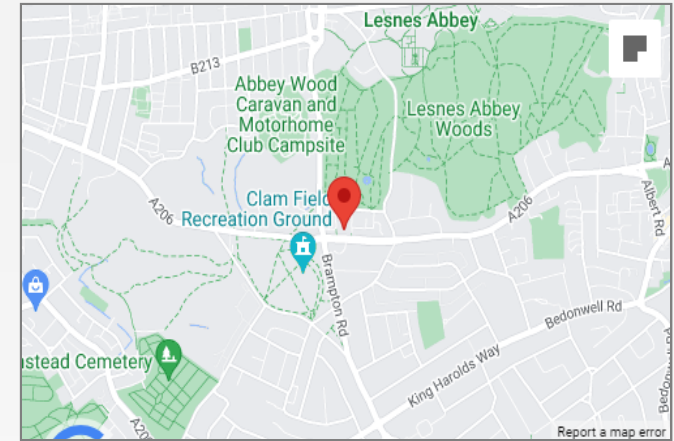 Lesnes Abbey
B213
Abbey Wood
Caravan and
Motorhome
Club Campsite
Lesnes Abbey
Woods
A206
Clam Field
Recreation Ground
A206
Albert Rd
Brampton Rd
Bedonwell Rd
nstead Cemetery
King Harolds Way
Report a map error